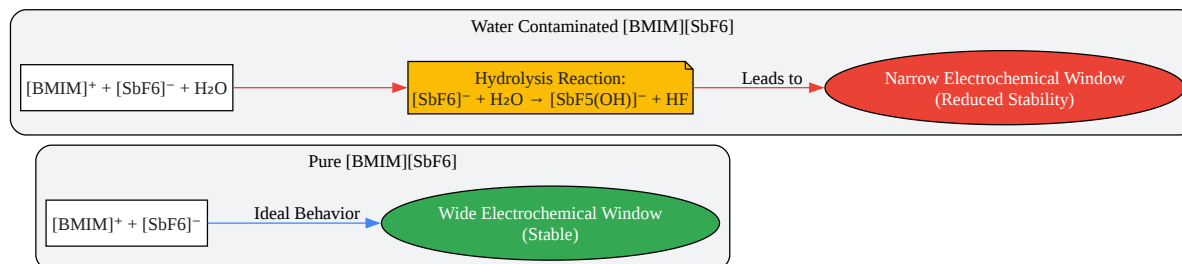 Water Contaminated [BMIM][SbF6]
[BMIM]⁺ + [SbF6]⁻ + H₂O
Hydrolysis Reaction:
[SbF6]⁻ + H₂O → [SbF5(OH)]⁻ + HF
Leads to
Narrow Electrochemical Window
(Reduced Stability)
Pure [BMIM][SbF6]
[BMIM]⁺ + [SbF6]⁻
Ideal Behavior
Wide Electrochemical Window
(Stable)